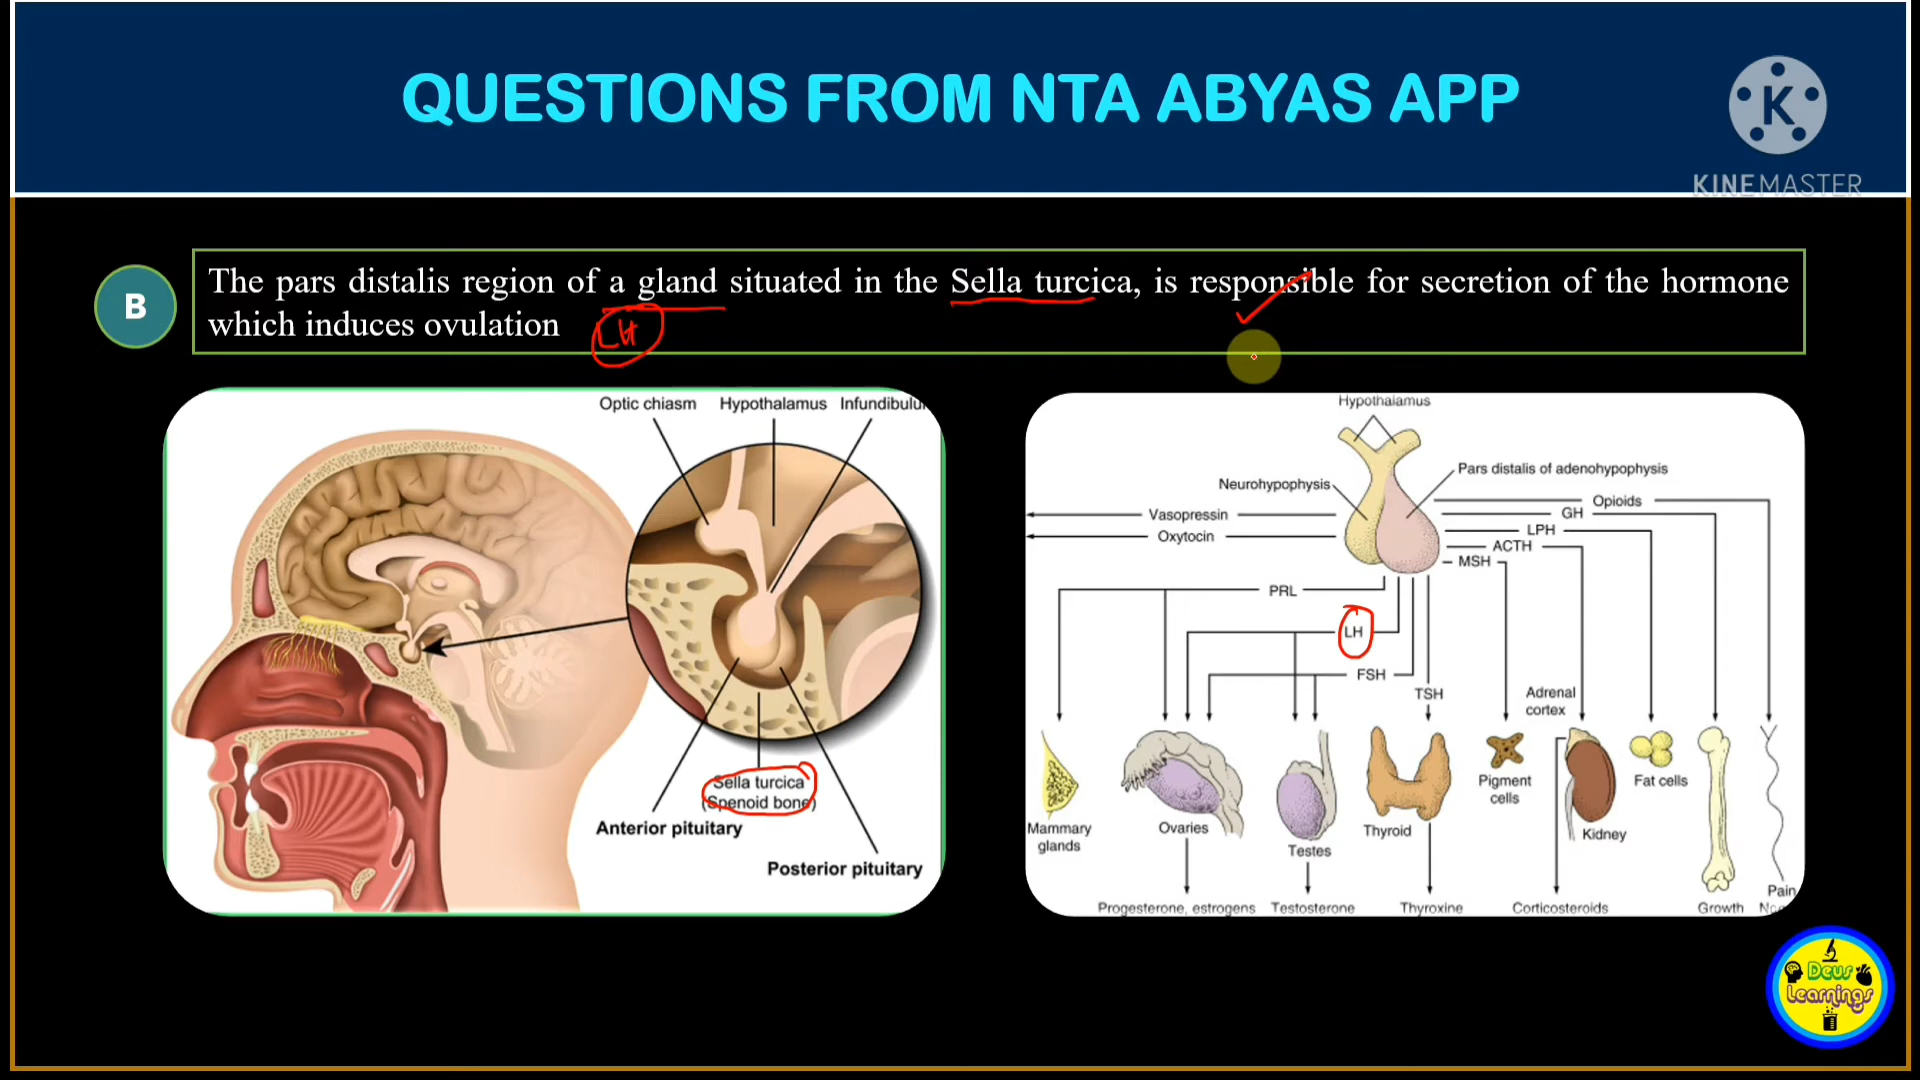 QUESTIONS FROM NTA ABYAS APP
K
KINEMASTER
B
The pars distalis region of a gland situated in the Sella turcica, is responsible for secretion of the hormone
which induces ovulation
LH
Optic chiasm Hypothalamus
Sella turcica
(Spenoid bone)
Anterior pituitary
Posterior pituitary
Hypothalamus
Neurohypophysis
Pars distalis of adenohypophysis
Vasopressin
Oxytocin
Opioids
GH
LPH
ACTH
MSH
PRL
LH
FSH
TSH
Adrenal
cortex
Mammary
glands
Ovaries
Testes
Thyroid
Pigment
cells
Kidney
Fat cells
Pain
Progesterone, estrogens
Testosterone
Thyroxine
Corticosteroids
Growth
Deus
Learnings